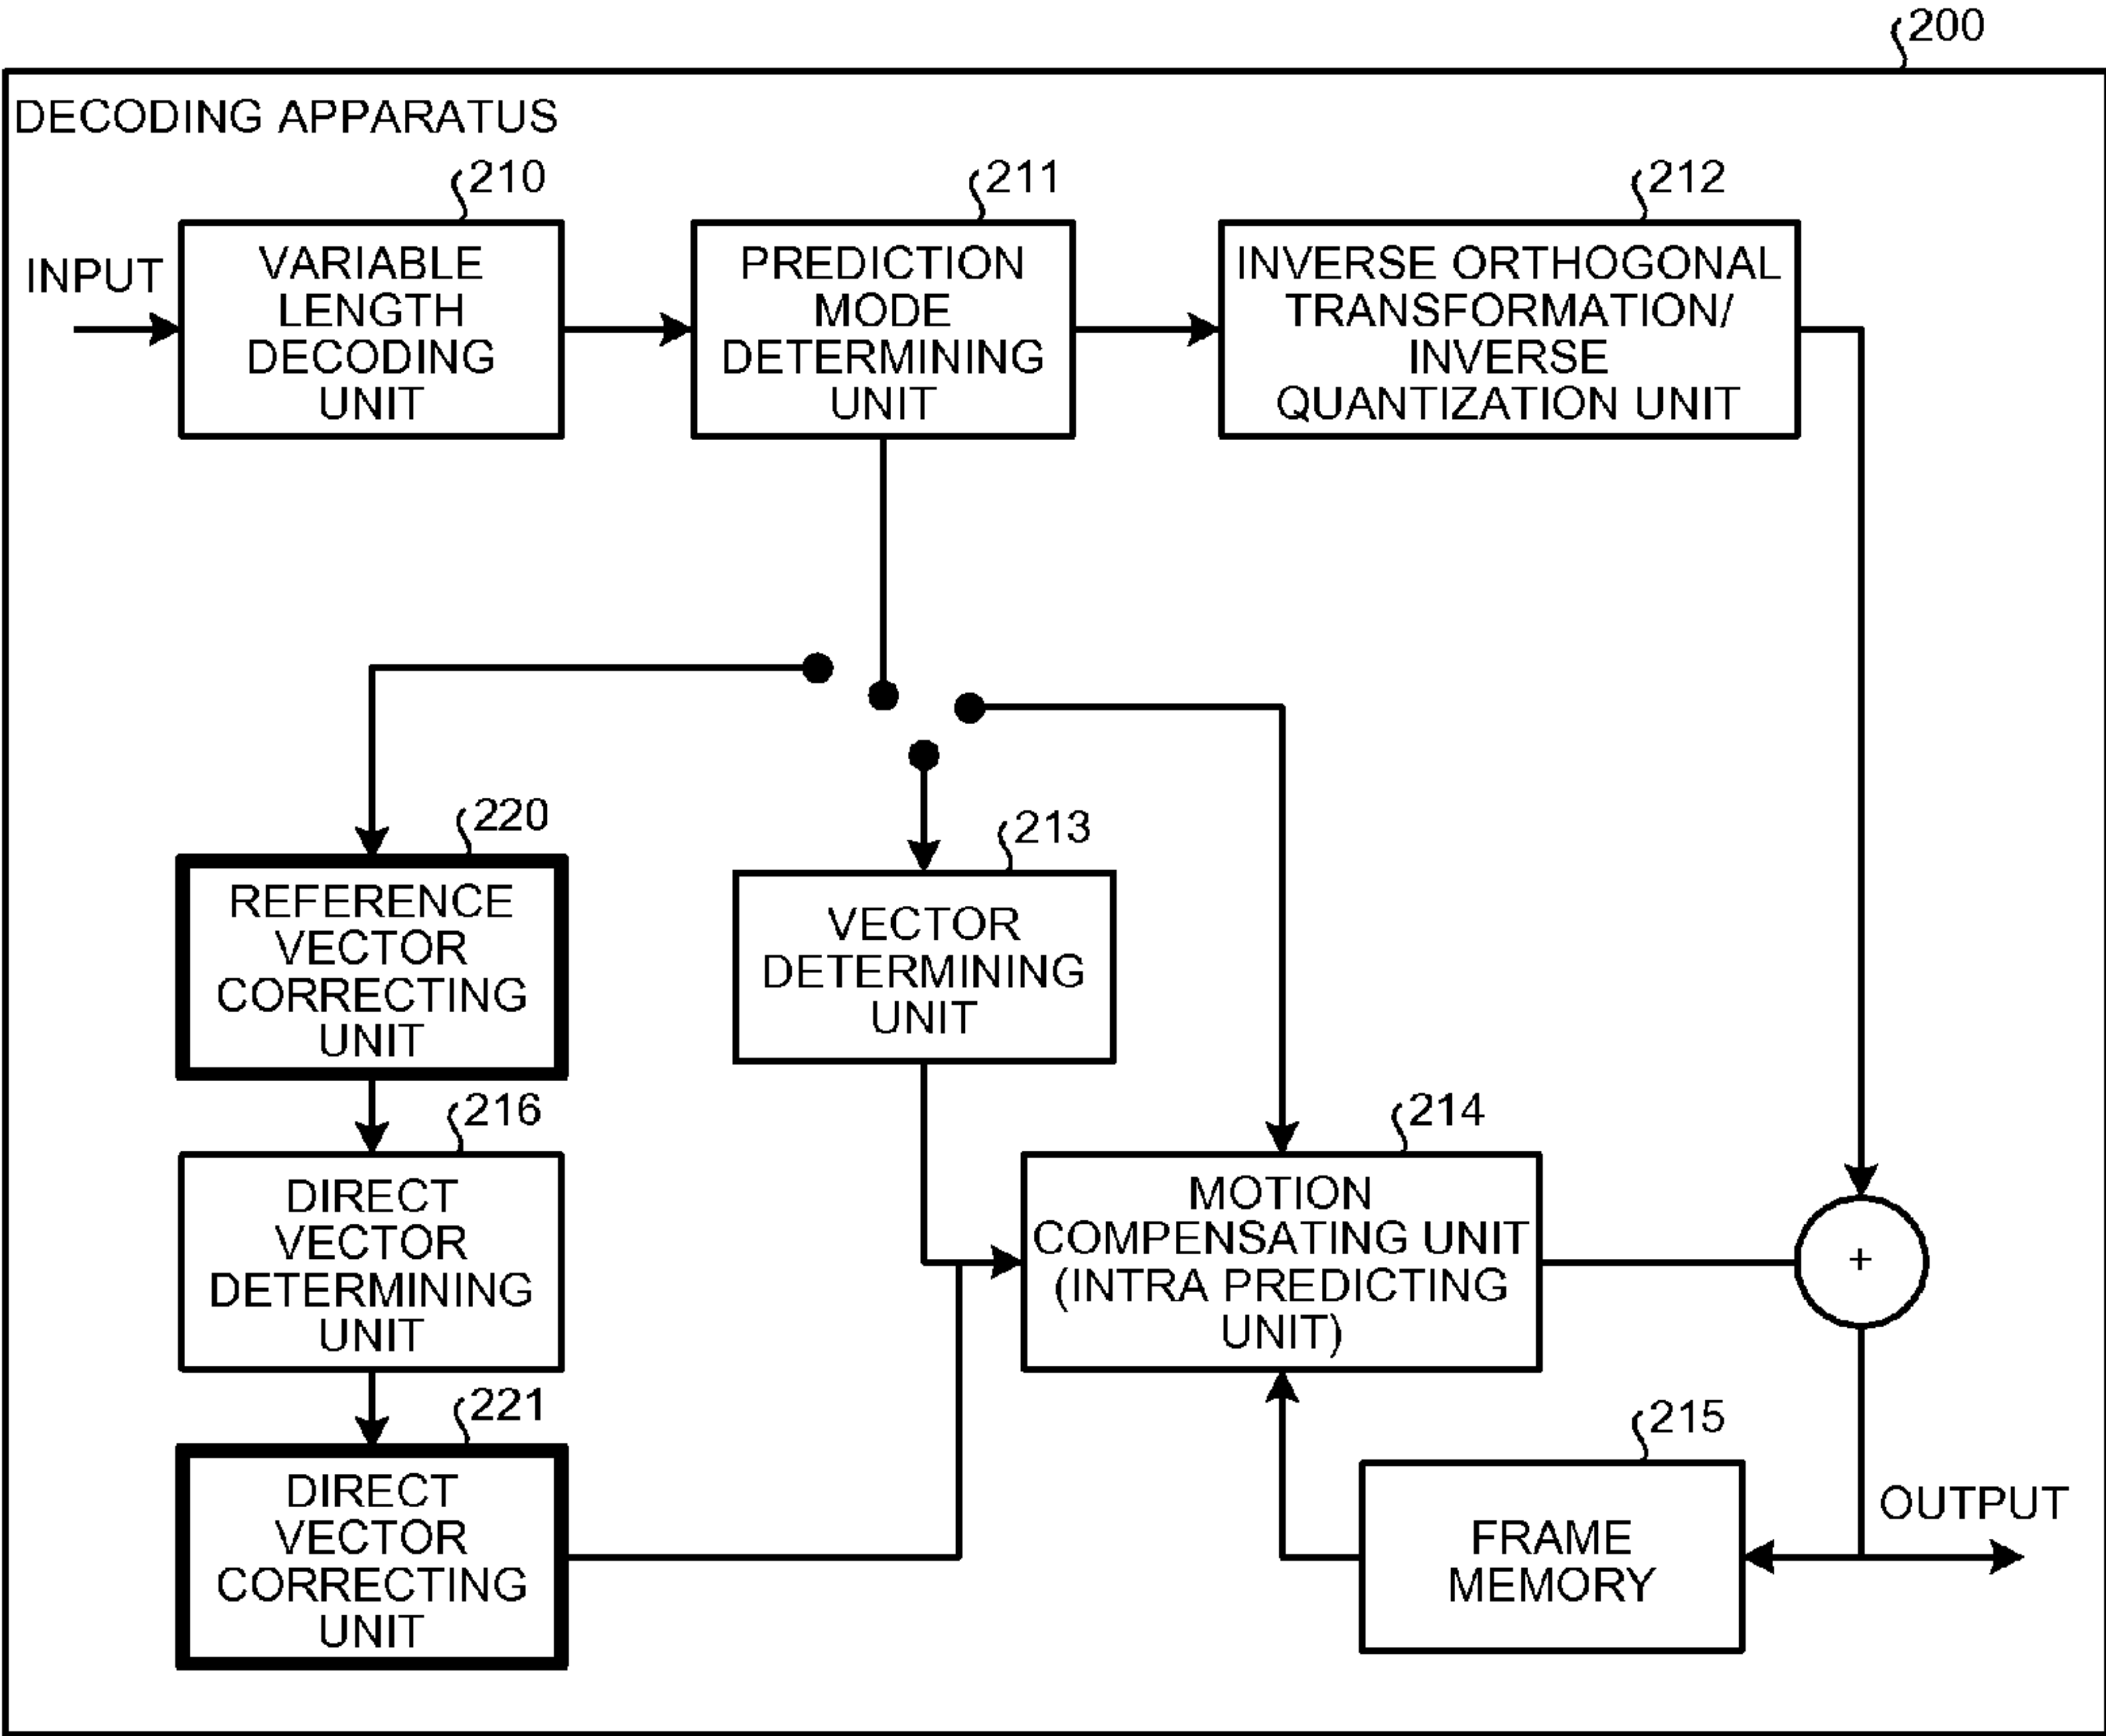 200
DECODING APPARATUS
210
211
212
INPUT
VARIABLE
LENGTH
DECODING
UNIT
PREDICTION
MODE
DETERMINING
UNIT
INVERSE ORTHOGONAL
TRANSFORMATION/
INVERSE
QUANTIZATION UNIT
220
REFERENCE
VECTOR
CORRECTING
UNIT
213
VECTOR
DETERMINING
UNIT
216
DIRECT
VECTOR
DETERMINING
UNIT
214
MOTION
COMPENSATING UNIT
(INTRA PREDICTING
UNIT)
+
221
DIRECT
VECTOR
CORRECTING
UNIT
215
FRAME
MEMORY
OUTPUT